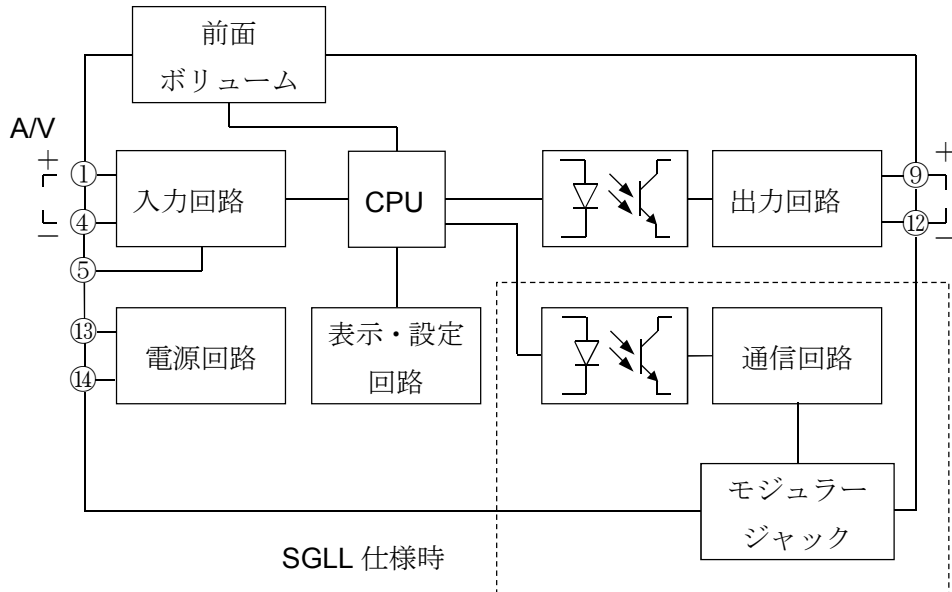 前面
ボリューム
A/V
+
①
④
−
⑤
入力回路
CPU
出力回路
+
⑨
⑫
−
⑬
⑭
電源回路
表示・設定
回路
通信回路
モジュラー
ジャック
SGLL 仕様時